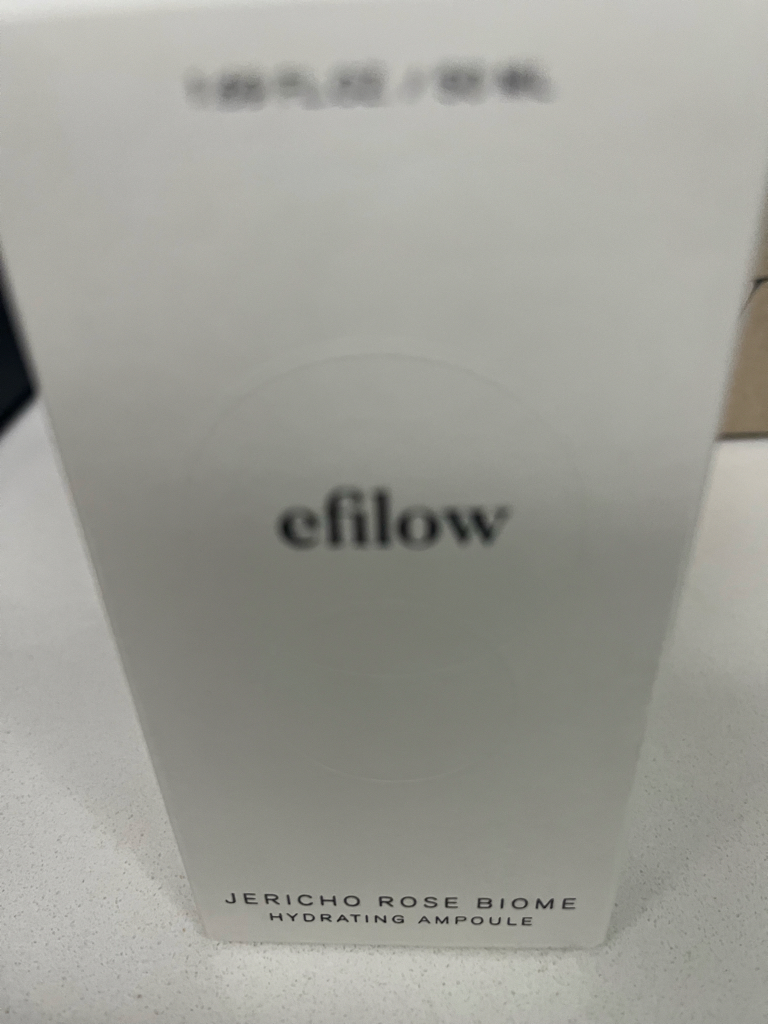 efilow
JERICHO ROSE BIOME
HYDRATING AMPOULE